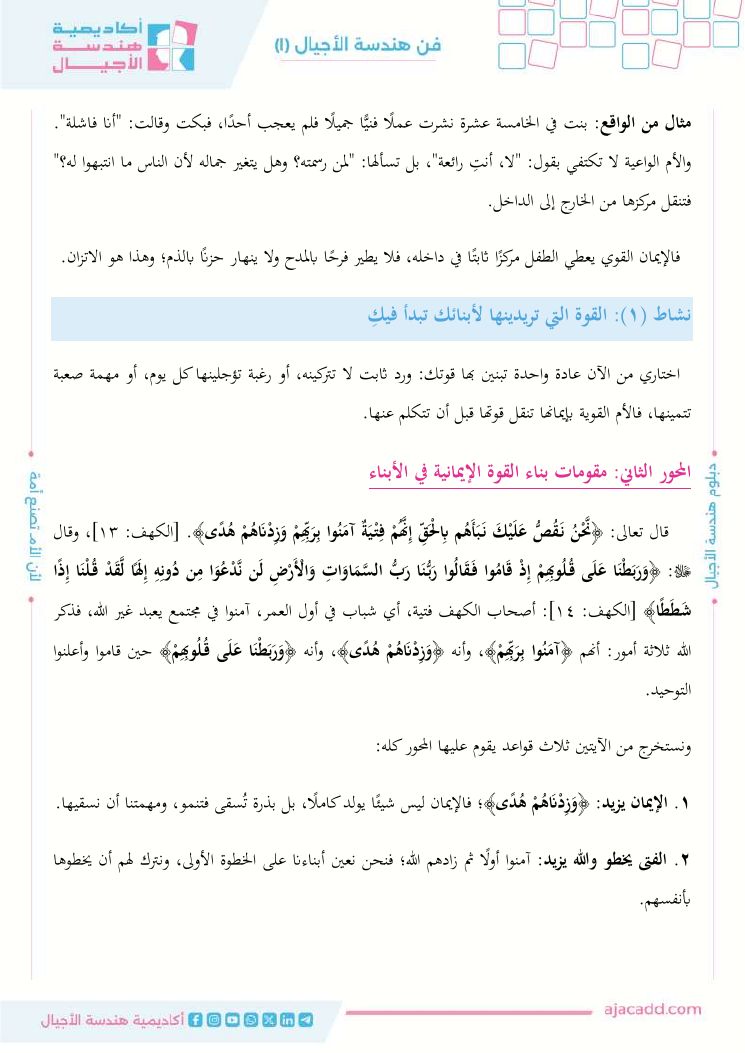 أكاديمية
هندسة
الأجيال
فن هندسة الأجيال (١)
مثال من الواقع: بنت في الخامسة عشرة نشرت عملًا فنيًّا جميلًا فلم يعجب أحدًا، فبكت وقالت: "أنا فاشلة".
والأم الواعية لا تكتفي بقول: "لا، أنتِ رائعة"، بل تسألها: "لمن رسمته؟ وهل يتغير جماله لأن الناس ما انتبهوا له؟"
فتنقل مركزها من الخارج إلى الداخل.
فالإيمان القوي يعطي الطفل مركزًا ثابتًا في داخله، فلا يطير فرحًا بالمدح ولا ينهار حزنًا بالذم؛ وهذا هو الاتزان.
نشاط (١): القوة التي تريدينها لأبنائك تبدأ فيكِ
اختاري من الآن عادة واحدة تبنين بها قوتك: ورد ثابت لا تتركينه، أو رغبة تؤجلينها كل يوم، أو مهمة صعبة
تتمينها، فالأم القوية بإيمانها تنقل قوتها قبل أن تتكلم عنها.
المحور الثاني: مقومات بناء القوة الإيمانية في الأبناء
قال تعالى: ﴿نَّحْنُ نَقُصُّ عَلَيْكَ نَبَأَهُم بِالْحَقِّ إِنَّهُمْ فِتْيَةٌ آمَنُوا بِرَبِّهِمْ وَزِدْنَاهُمْ هُدًى﴾. [الكهف: ١٣]، وقال
ﷻ: ﴿وَرَبَطْنَا عَلَى قُلُوبِهِمْ إِذْ قَامُوا فَقَالُوا رَبُّنَا رَبُّ السَّمَاوَاتِ وَالْأَرْضِ لَن نَّدْعُوَا مِن دُونِهِ إِلَهًا لَّقَدْ قُلْنَا إِذًا
شَطَطًا﴾ [الكهف: ١٤]: أصحاب الكهف فتية، أي شباب في أول العمر، آمنوا في مجتمع يعبد غير الله، فذكر
الله ثلاثة أمور: أنهم ﴿آمَنُوا بِرَبِّهِمْ﴾، وأنه ﴿وَزِدْنَاهُمْ هُدًى﴾، وأنه ﴿وَرَبَطْنَا عَلَى قُلُوبِهِمْ﴾ حين قاموا وأعلنوا
التوحيد.
ونستخرج من الآيتين ثلاث قواعد يقوم عليها المحور كله:
١. الإيمان يزيد: ﴿وَزِدْنَاهُمْ هُدًى﴾؛ فالإيمان ليس شيئًا يولد كاملًا، بل بذرة تُسقى فتنمو، ومهمتنا أن نسقيها.
٢. الفتى يخطو والله يزيد: آمنوا أولًا ثم زادهم الله؛ فنحن نعين أبناءنا على الخطوة الأولى، ونترك لهم أن يخطوها
بأنفسهم.
دبلوم هندسة الأجيال
لأن الأم تصنع أمة
أكاديمية هندسة الأجيال
ajacadd.com